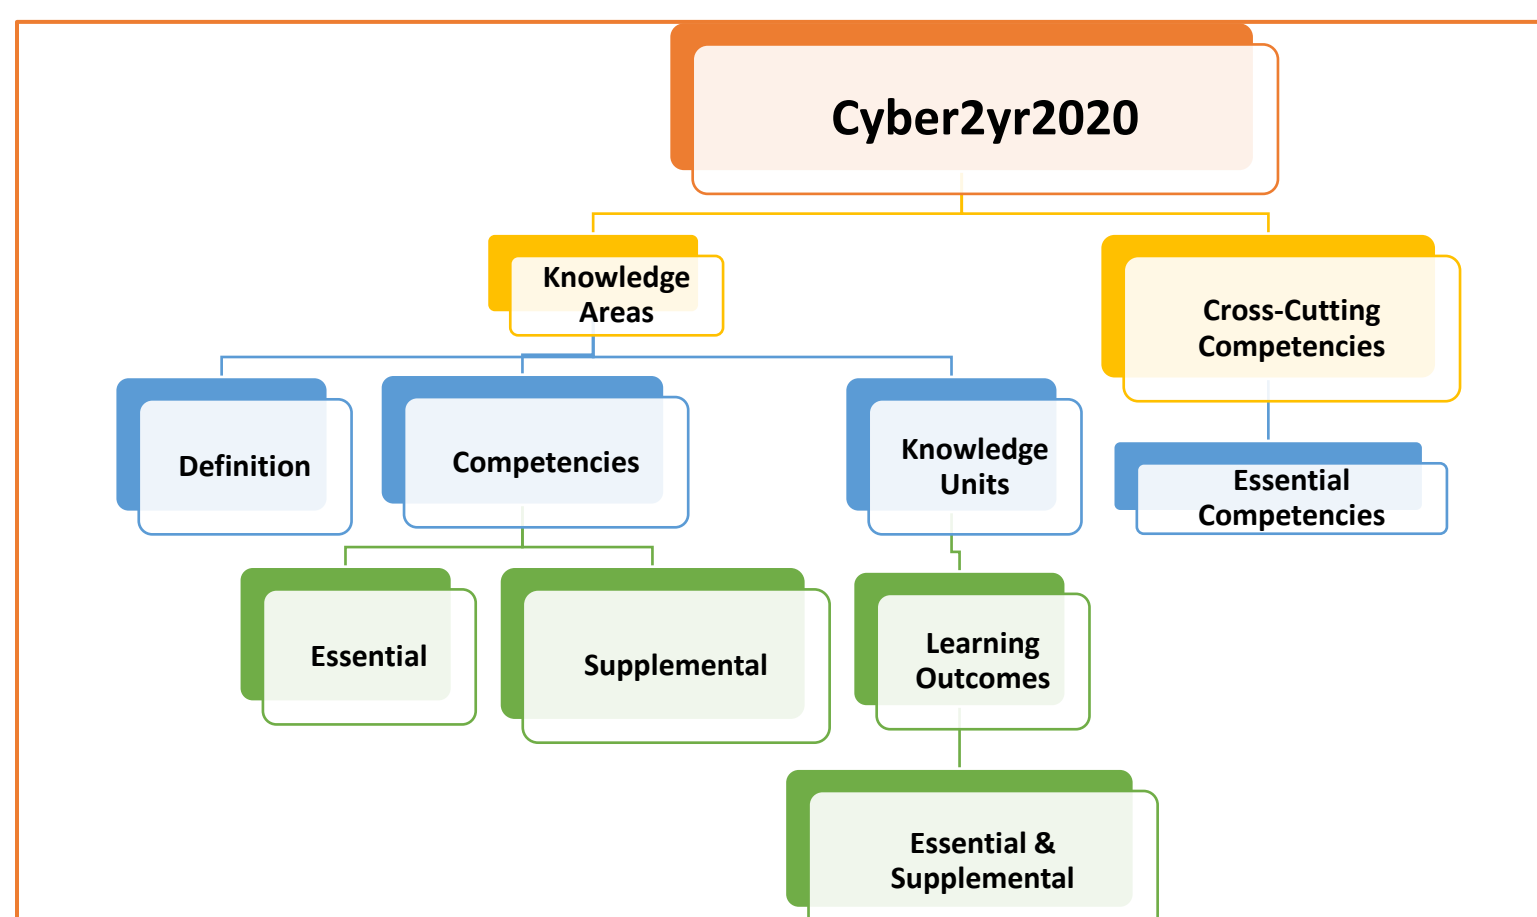 Cyber2yr2020
Knowledge
Areas
Cross-Cutting
Competencies
Definition
Competencies
Knowledge
Units
Essential
Competencies
Essential
Supplemental
Learning
Outcomes
Essential &
Supplemental